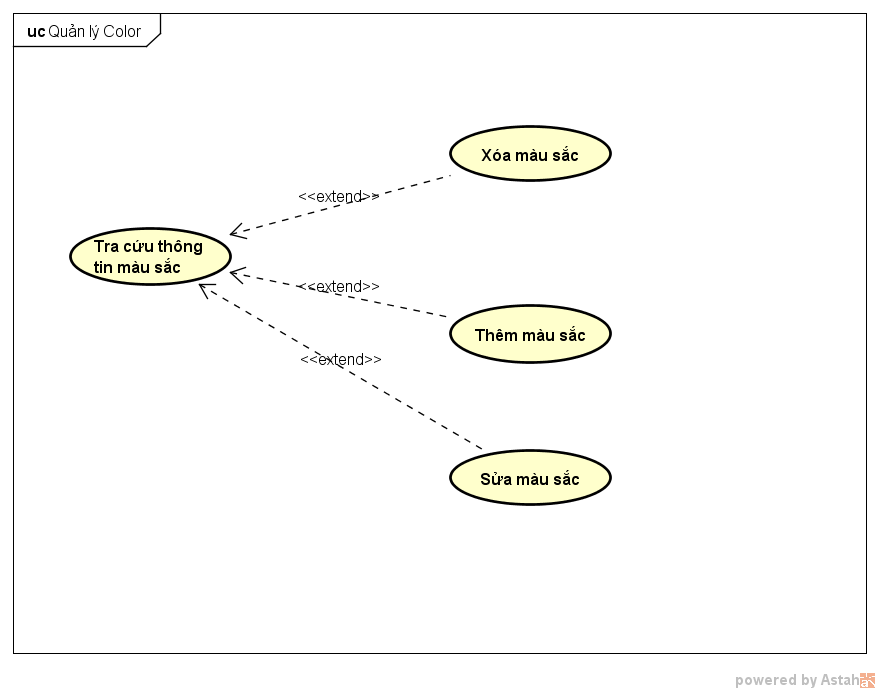 uc Quản lý Color
Xóa màu sắc
<<extend>>
Tra cứu thông
tin màu sắc
<<extend>>
Thêm màu sắc
<<extend>>
Sửa màu sắc
powered by Astah